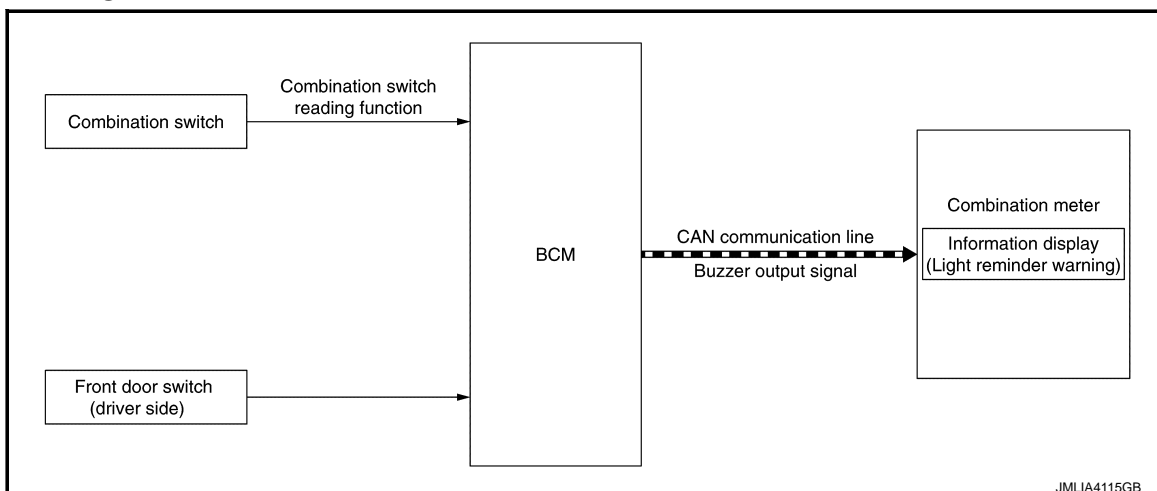 Combination switch
Combination switch
reading function
BCM
CAN communication line
Buzzer output signal
Combination meter
Information display
(Light reminder warning)
Front door switch
(driver side)
JMLIA4115GB